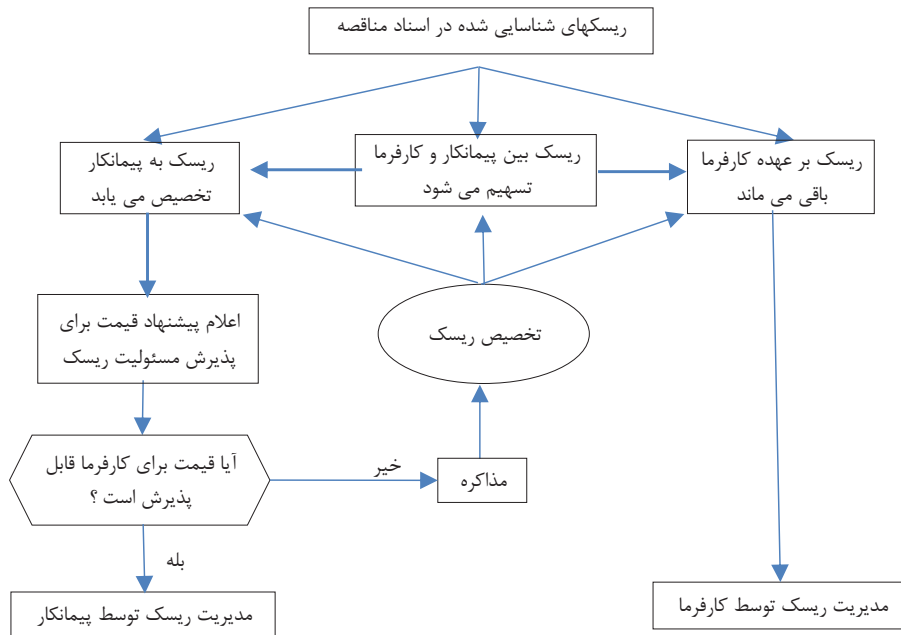 ریسکهای شناسایی شده در اسناد مناقصه
ریسک بر عهده کارفرما
باقی می ماند
ریسک بین پیمانکار و کارفرما
تسهیم می شود
ریسک به پیمانکار
تخصیص می یابد
اعلام پیشنهاد قیمت برای
پذیرش مسئولیت ریسک
تخصیص ریسک
آیا قیمت برای کارفرما قابل
پذیرش است ؟
خیر
مذاکره
بله
مدیریت ریسک توسط پیمانکار
مدیریت ریسک توسط کارفرما